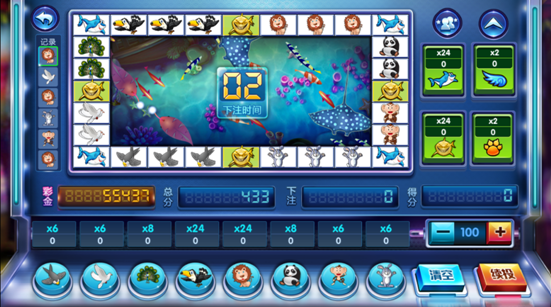 记录
x24
0
x2
0
02
下注时间
x24
0
x2
0
彩金 55437 总分 433 下注 0 得分 0
x6 x6 x8 x24 x24 x8 x6 x6
0 0 0 0 0 0 0 0
− 100 +
清空 续投